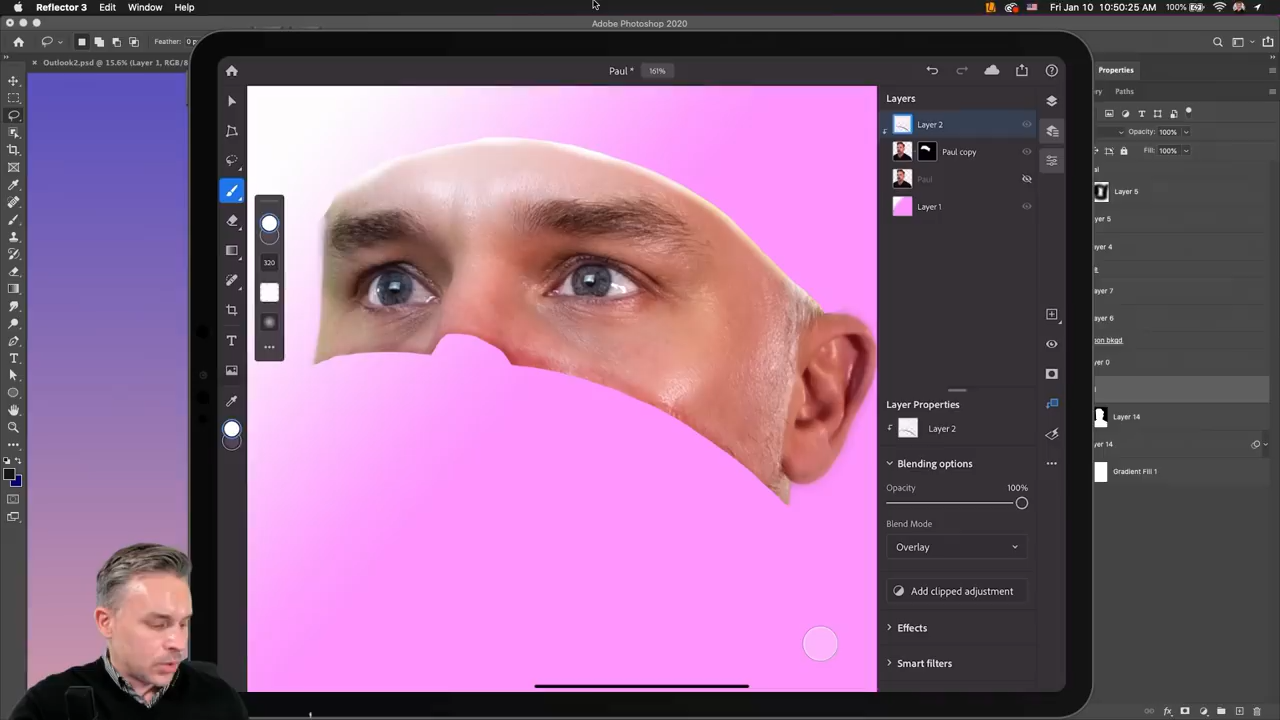 Reflector 3 Edit Window Help
100% Fri Jan 10 10:50:25 AM
Adobe Photoshop 2020
Feather: 0 p
Outlook2.psd @ 15.6% (Layer 1, RGB/8
Paul * 161%
Layers
Layer 2
Paul copy
Paul
Layer 1
320
Layer Properties
Layer 2
Blending options
Opacity 100%
Blend Mode
Overlay
Add clipped adjustment
Effects
Smart filters
Properties
Paths
Opacity: 100%
Fill: 100%
Layer 5
Layer 14
Gradient Fill 1